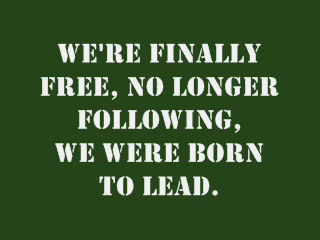 WE'RE FINALLY
FREE, NO LONGER
FOLLOWING,
WE WERE BORN
TO LEAD.